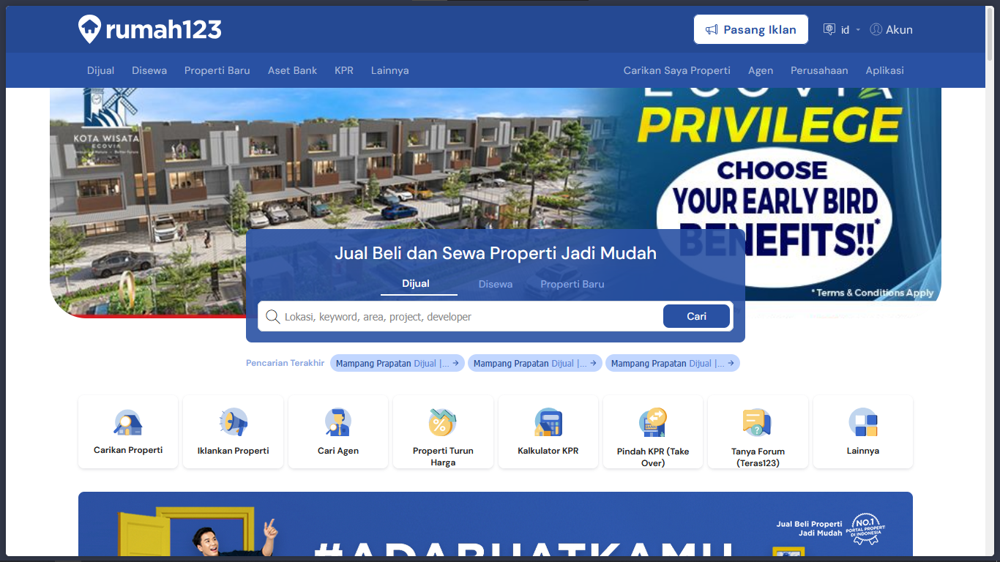 rumah123
Pasang Iklan
id
Akun
Dijual
Disewa
Properti Baru
Aset Bank
KPR
Lainnya
Carikan Saya Properti
Agen
Perusahaan
Aplikasi
KOTA WISATA
ECOVIA
ECOVIA
PRIVILEGE
CHOOSE
YOUR EARLY BIRD
BENEFITS!!*
*Terms & Conditions Apply
Jual Beli dan Sewa Properti Jadi Mudah
Dijual
Disewa
Properti Baru
Lokasi, keyword, area, project, developer
Cari
Pencarian Terakhir
Mampang Prapatan Dijual |... →
Mampang Prapatan Dijual |... →
Mampang Prapatan Dijual |... →
Carikan Properti
Iklankan Properti
Cari Agen
Properti Turun
Harga
Kalkulator KPR
Pindah KPR (Take
Over)
Tanya Forum
(Teras123)
Lainnya
#ADABUATKAMU
Jual Beli Properti
Jadi Mudah
NO.1
PORTAL PROPERTI
DI INDONESIA